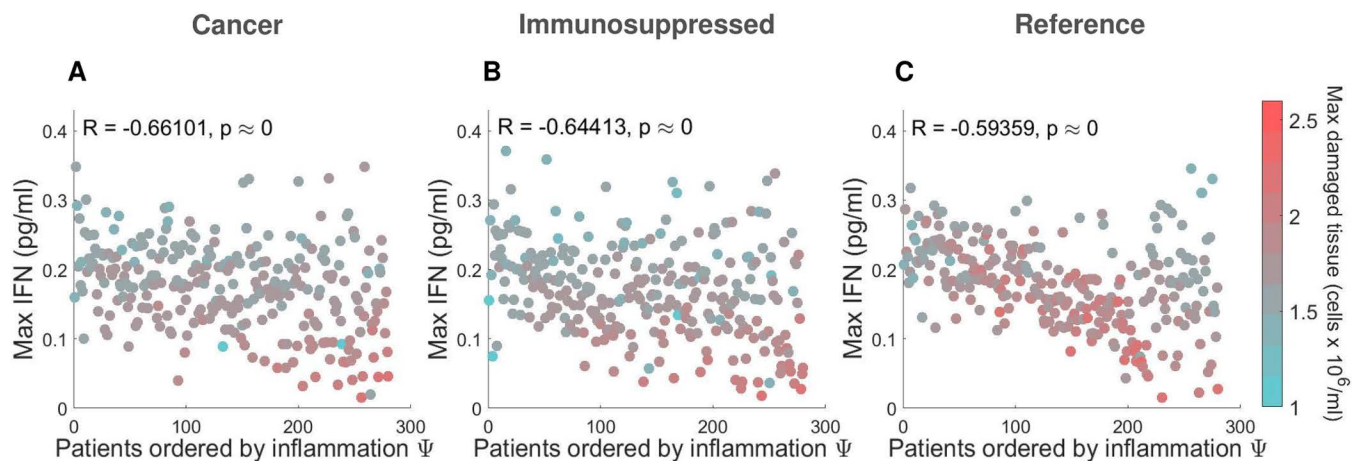 Cancer
Immunosuppressed
Reference
A
B
C
R = -0.66101, p ≈ 0
R = -0.64413, p ≈ 0
R = -0.59359, p ≈ 0
Max IFN (pg/ml)
0.4
0.3
0.2
0.1
0
0
100
200
300
Patients ordered by inflammation Ψ
Max IFN (pg/ml)
0.4
0.3
0.2
0.1
0
0
100
200
300
Patients ordered by inflammation Ψ
Max IFN (pg/ml)
0.4
0.3
0.2
0.1
0
0
100
200
300
Patients ordered by inflammation Ψ
2.5
2
1.5
1
Max damaged tissue (cells x 10⁶/ml)